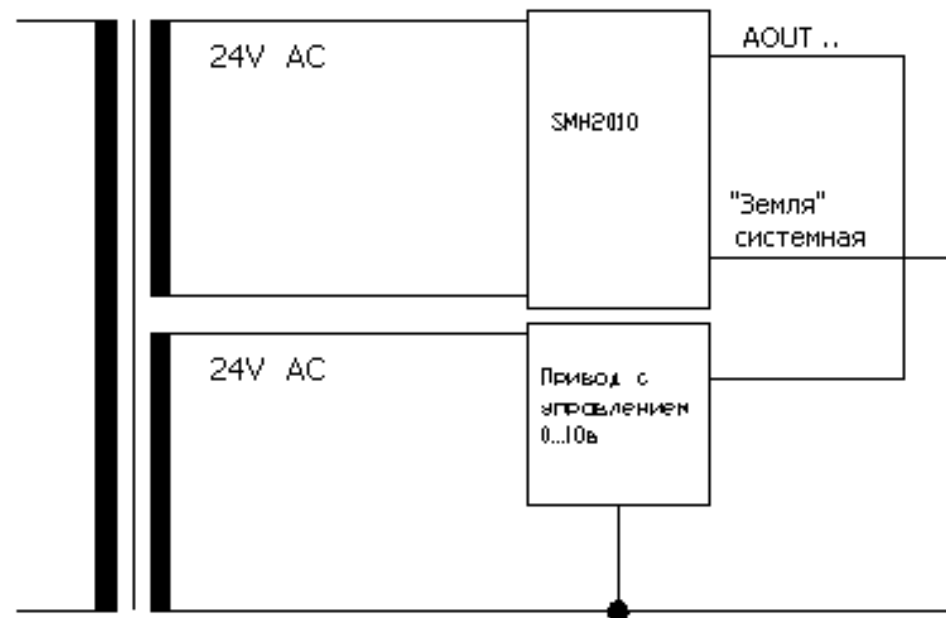 24V AC
AOUT ..
SMH2010
"Земля"
системная
24V AC
Привод с
управлением
0...10в